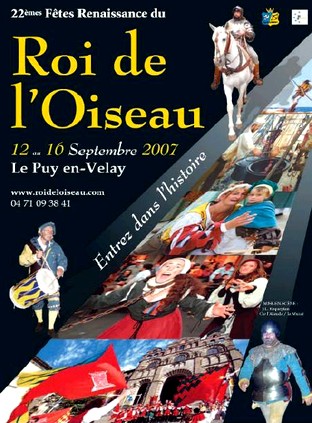 22èmes Fêtes Renaissance du
Roi de
l'Oiseau
12 au 16 Septembre 2007
Le Puy en-Velay
www.roideloiseau.com
04 71 09 38 41
Entrez dans l'histoire